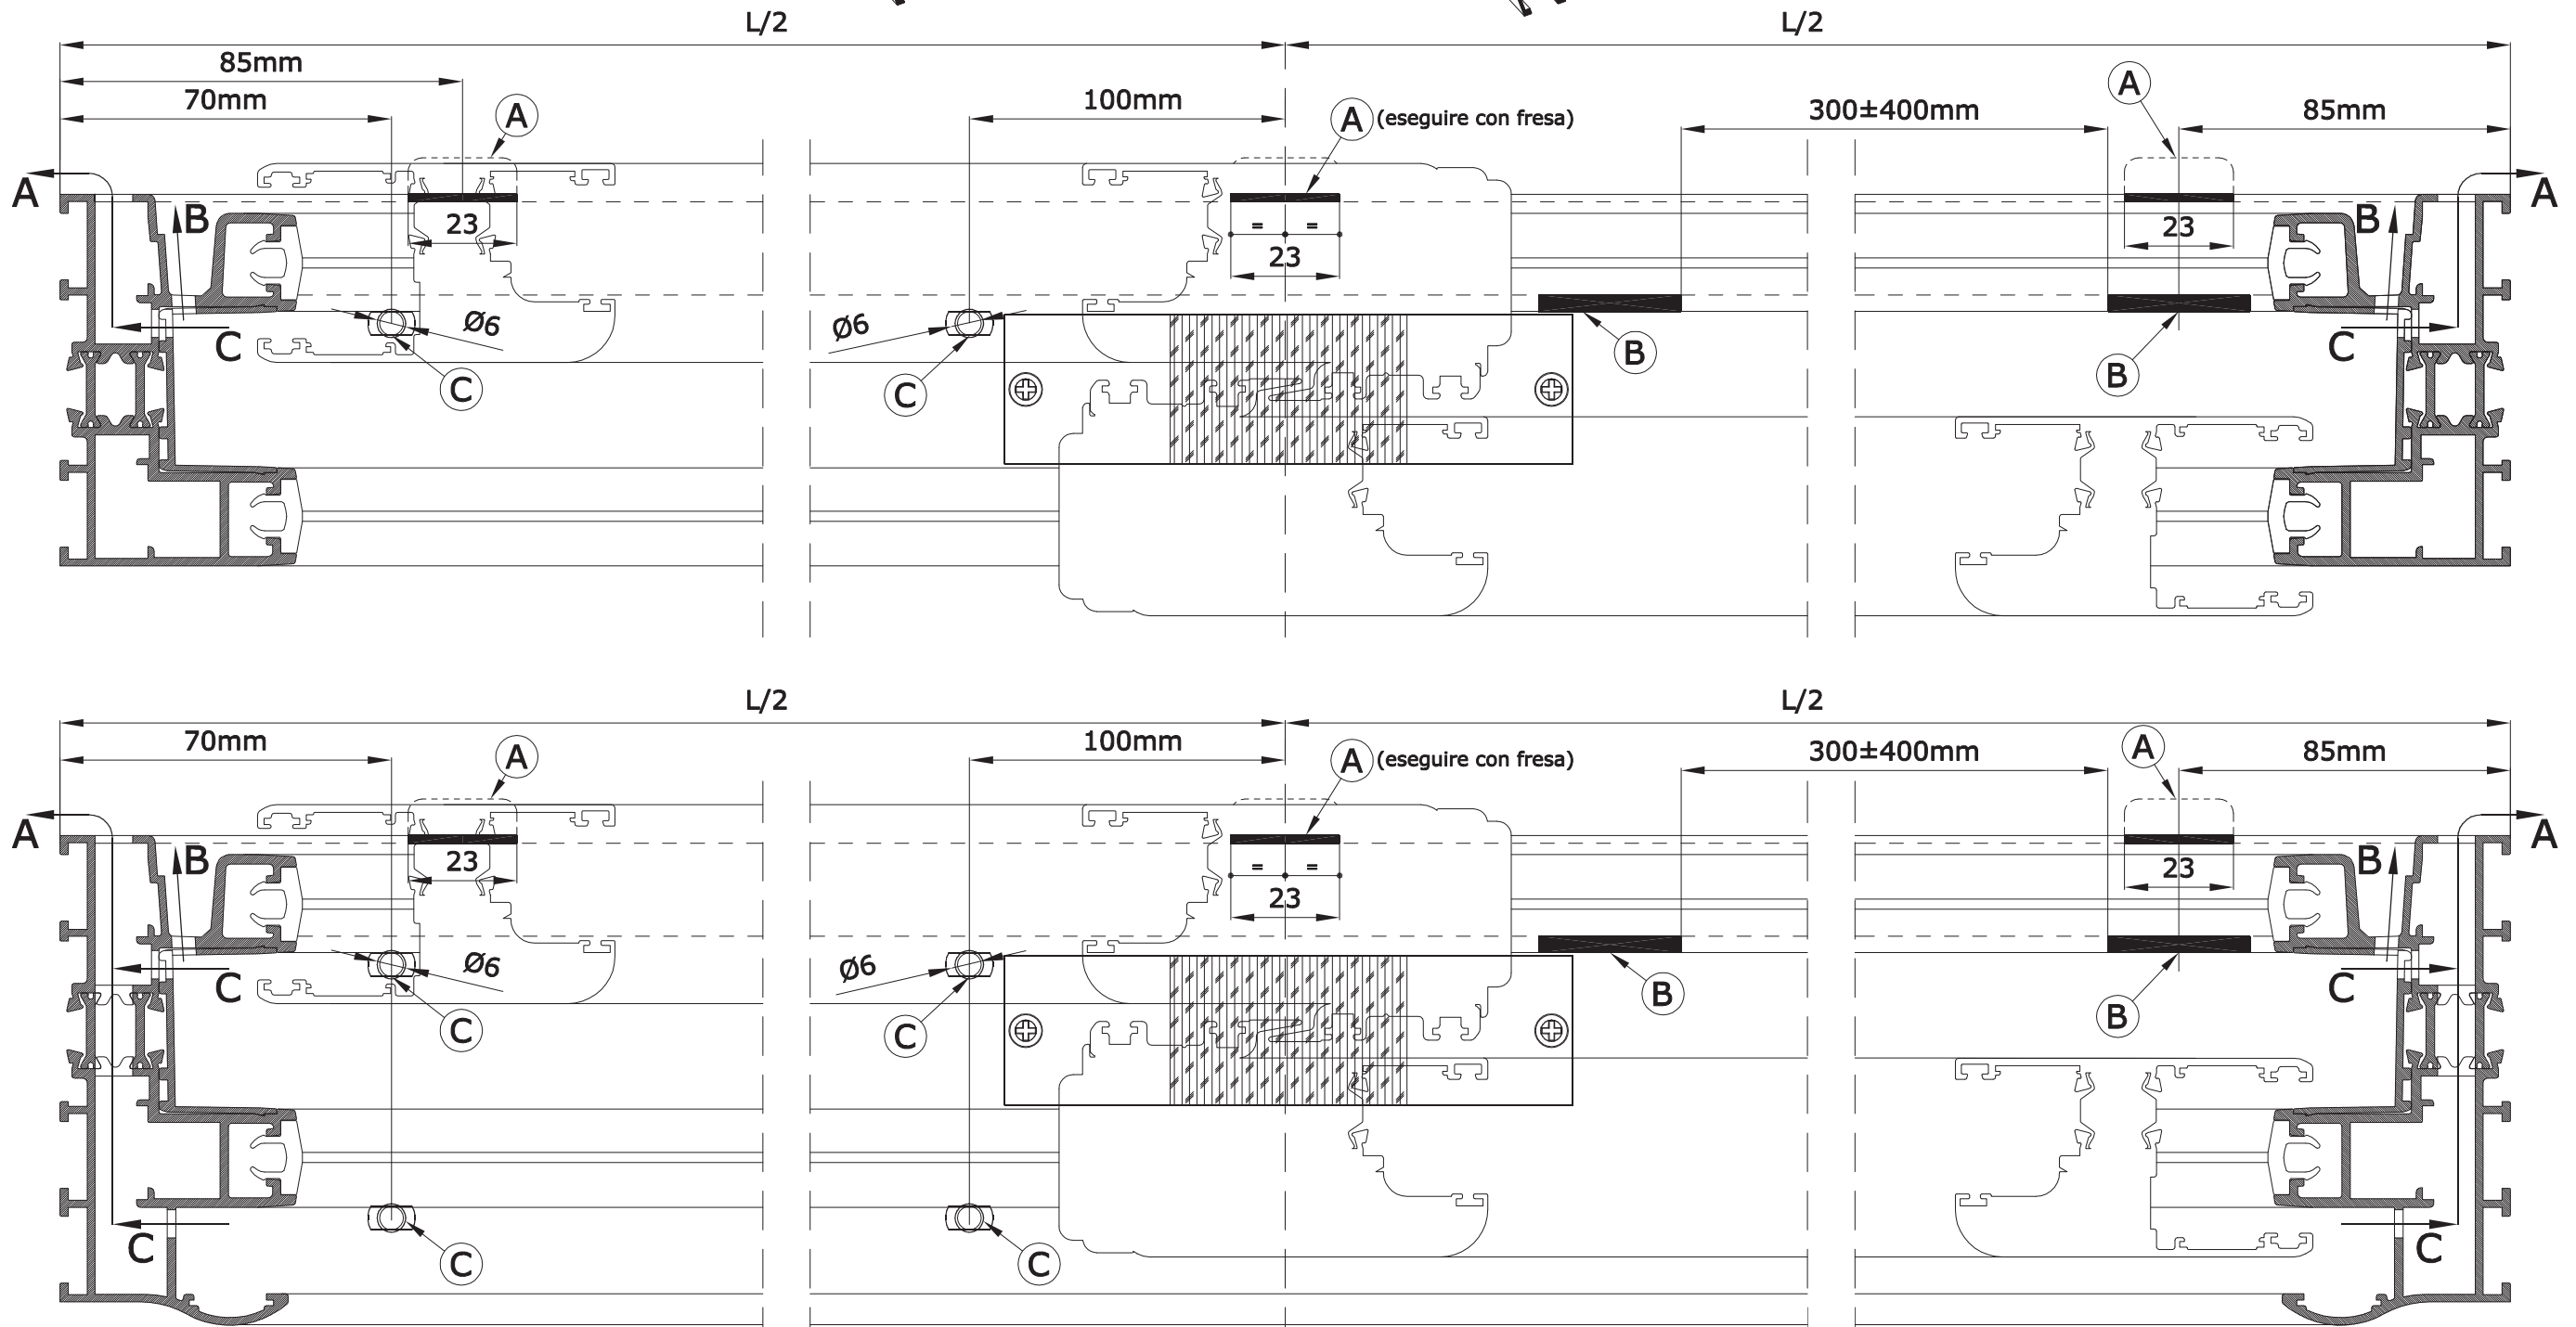 L/2 L/2
85mm
70mm A 100mm A (eseguire con fresa) 300±400mm A 85mm
A A
B 23 = = 23 B
23
C Ø6 Ø6 C
C C B B
L/2 L/2
70mm A 100mm A (eseguire con fresa) 300±400mm A 85mm
A A
B 23 = = 23 B
23
C Ø6 Ø6 B C
C C B
C C
C C